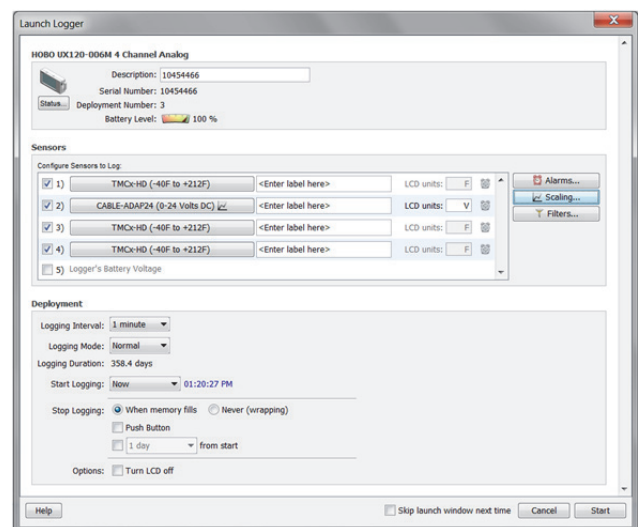 Launch Logger
HOBO UX120-006M 4 Channel Analog
Description: 10454466
Serial Number: 10454466
Status... Deployment Number: 3
Battery Level: 100 %
Sensors
Configure Sensors to Log:
1) TMCx-HD (-40F to +212F) <Enter label here> LCD units: F Alarms...
2) CABLE-ADAP24 (0-24 Volts DC) <Enter label here> LCD units: V Scaling...
3) TMCx-HD (-40F to +212F) <Enter label here> LCD units: F Filters...
4) TMCx-HD (-40F to +212F) <Enter label here> LCD units: F
5) Logger's Battery Voltage
Deployment
Logging Interval: 1 minute
Logging Mode: Normal
Logging Duration: 358.4 days
Start Logging: Now 01:20:27 PM
Stop Logging: When memory fills Never (wrapping)
Push Button
1 day from start
Options: Turn LCD off
Help Skip launch window next time Cancel Start